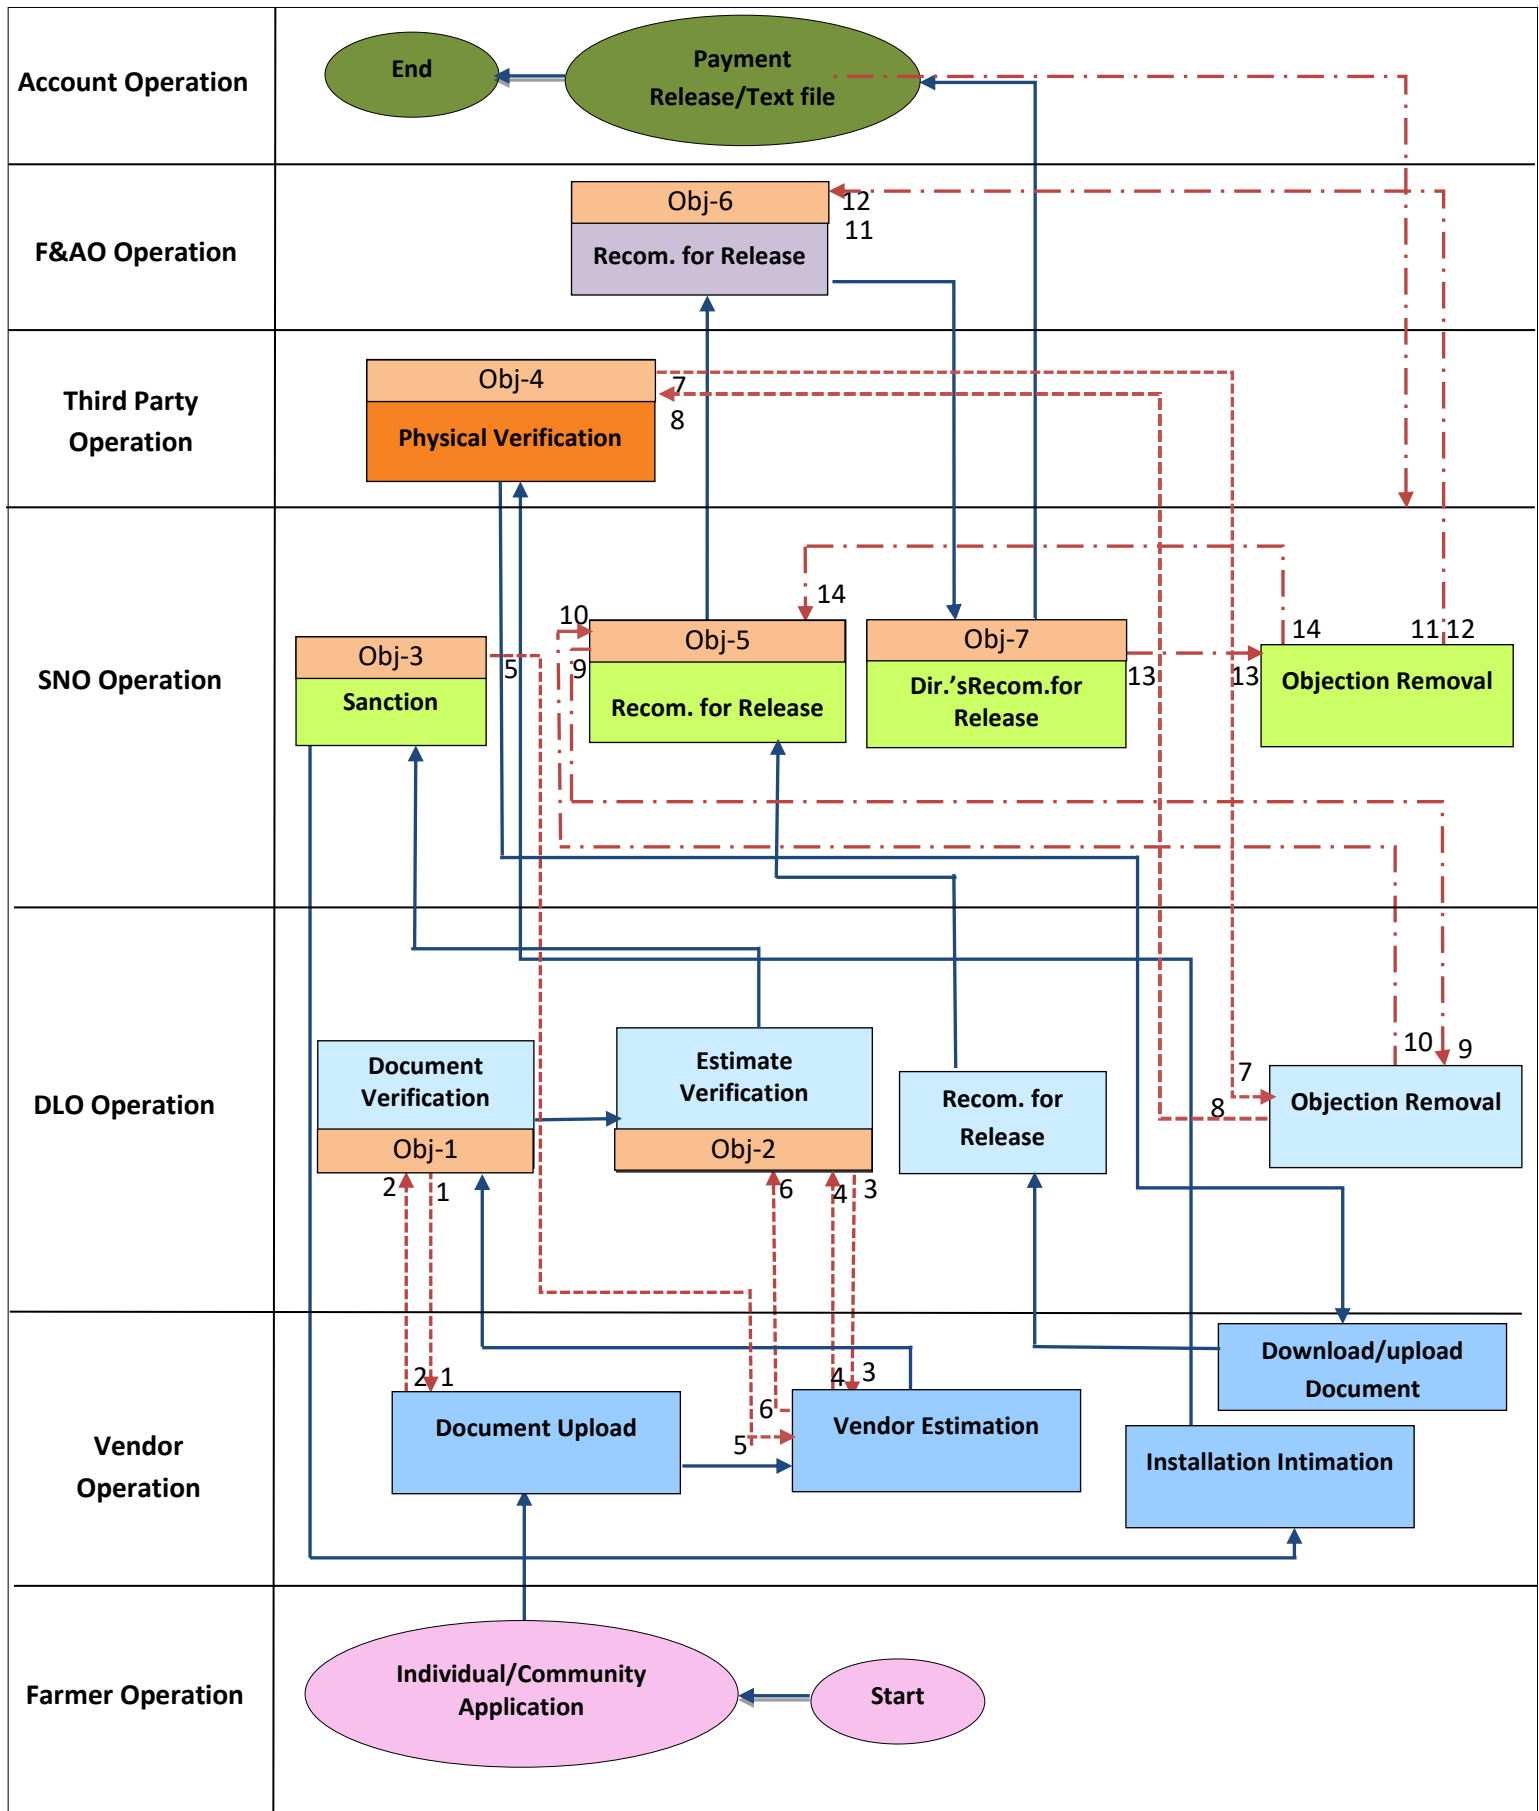 Account Operation
End
Payment
Release/Text file
F&AO Operation
Obj-6
Recom. for Release
12
11
Third Party
Operation
Obj-4
Physical Verification
7
8
SNO Operation
Obj-3
Sanction
5
10
9
14
Obj-5
Recom. for Release
Obj-7
Dir.'sRecom.for
Release
13
13
14
11
12
Objection Removal
DLO Operation
Document
Verification
Obj-1
2
1
Estimate
Verification
Obj-2
6
4
3
Recom. for
Release
7
8
10
9
Objection Removal
Vendor
Operation
2
1
Document Upload
5
6
4
3
Vendor Estimation
Download/upload
Document
Installation Intimation
Farmer Operation
Individual/Community
Application
Start